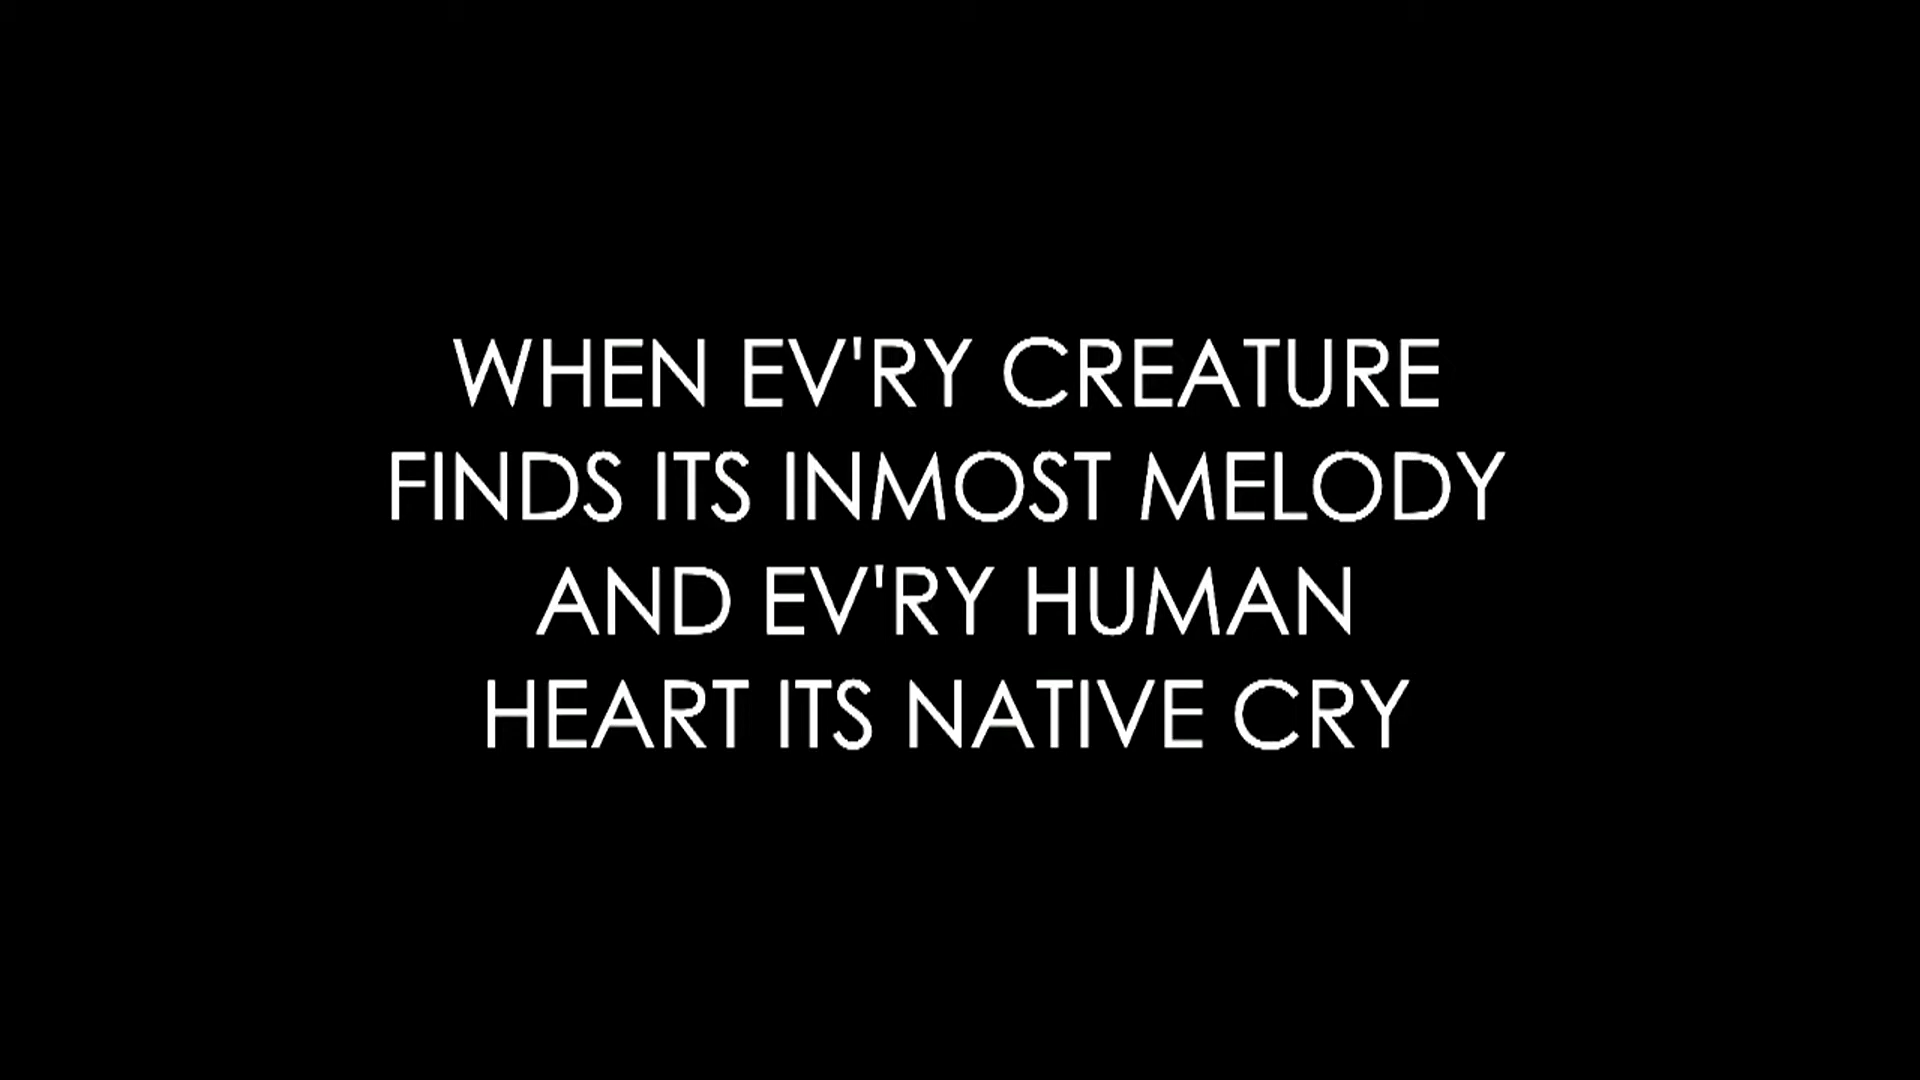 WHEN EV'RY CREATURE
FINDS ITS INMOST MELODY
AND EV'RY HUMAN
HEART ITS NATIVE CRY